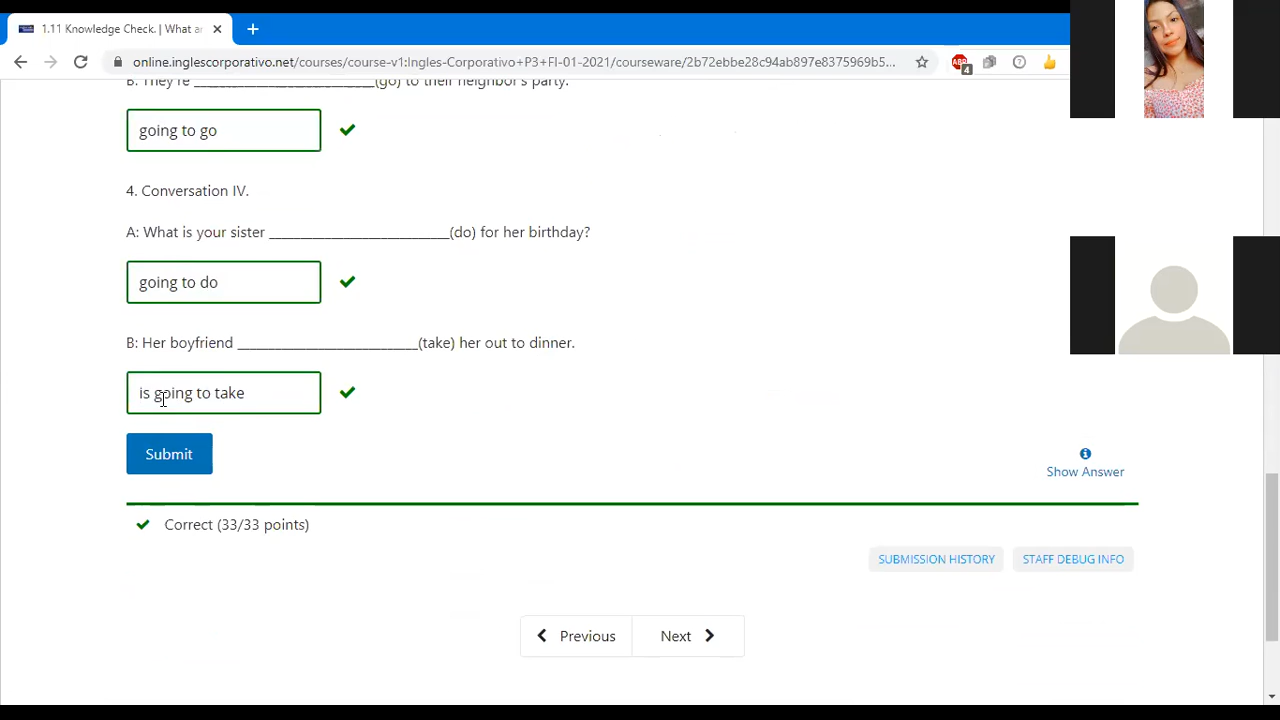 1.11 Knowledge Check. | What a
online.inglescorporativo.net/courses/course-v1:Ingles-Corporativo+P3+FI-01-2021/courseware/2b72ebbe28c94ab897e8375969b5...
4
B: They're ________________________(go) to their neighbor's party.
going to go
4. Conversation IV.
A: What is your sister ________________________(do) for her birthday?
going to do
B: Her boyfriend ________________________(take) her out to dinner.
is going to take
Submit
Show Answer
Correct (33/33 points)
SUBMISSION HISTORY
STAFF DEBUG INFO
Previous
Next